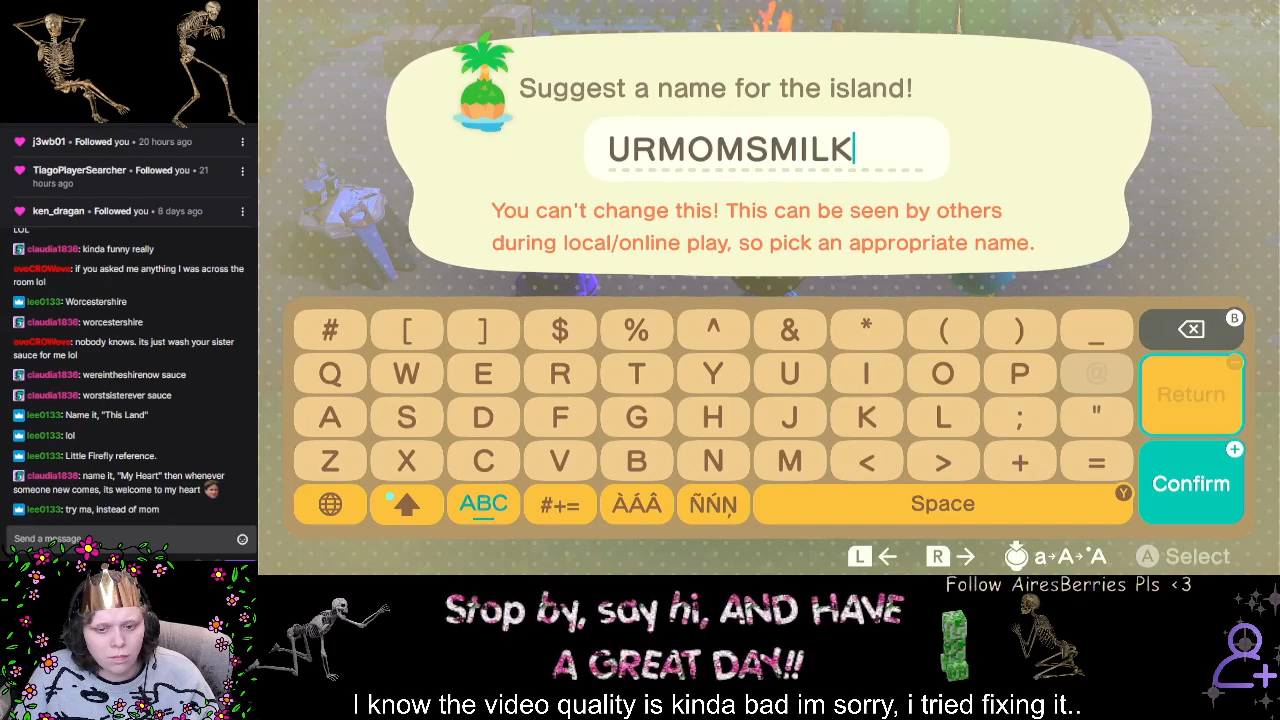 j3wb01 • Followed you • 20 hours ago
TiagoPlayerSearcher • Followed you • 21
hours ago
ken_dragan • Followed you • 8 days ago
LOL
claudia1836: kinda funny really
ovoCROWovo: if you asked me anything I was across the
room lol
lee0133: Worcestershire
claudia1836: worcestershire
ovoCROWovo: nobody knows. its just wash your sister
sauce for me lol
claudia1836: wereintheshirenow sauce
claudia1836: worstsisterever sauce
lee0133: Name it, "This Land"
lee0133: lol
lee0133: Little Firefly reference.
claudia1836: name it, "My Heart" then whenever
someone new comes, its welcome to my heart
lee0133: try ma, instead of mom
Send a message
Suggest a name for the island!
URMOMSMILK
You can't change this! This can be seen by others
during local/online play, so pick an appropriate name.
# [ ] $ % ^ & * ( ) _ B
Q W E R T Y U I O P @ Return
A S D F G H J K L ; "
Z X C V B N M < > + = Confirm
ABC #+= ÀÁÂ ÑŃŅ Space Y
L ← R → a→A→•A A Select
Follow AiresBerries Pls <3
Stop by, say hi, AND HAVE
A GREAT DAY!!
I know the video quality is kinda bad im sorry, i tried fixing it..